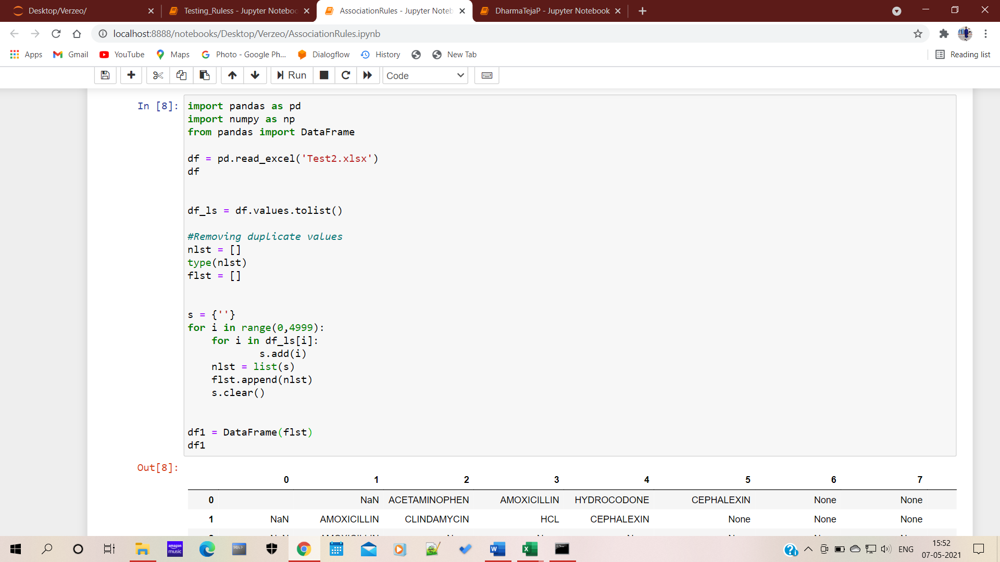 Desktop/Verzeo/
Testing_Ruless - Jupyter Noteboo
AssociationRules - Jupyter Noteb
DharmaTejaP - Jupyter Notebook
localhost:8888/notebooks/Desktop/Verzeo/AssociationRules.ipynb
Apps Gmail YouTube Maps Photo - Google Ph... Dialogflow History New Tab Reading list
Run Code
In [8]:
import pandas as pd
import numpy as np
from pandas import DataFrame
df = pd.read_excel('Test2.xlsx')
df
df_ls = df.values.tolist()
#Removing duplicate values
nlst = []
type(nlst)
flst = []
s = {''}
for i in range(0,4999):
    for i in df_ls[i]:
            s.add(i)
    nlst = list(s)
    flst.append(nlst)
    s.clear()
df1 = DataFrame(flst)
df1
Out[8]:
0 1 2 3 4 5 6 7
0 NaN ACETAMINOPHEN AMOXICILLIN HYDROCODONE CEPHALEXIN None None
1 NaN AMOXICILLIN CLINDAMYCIN HCL CEPHALEXIN None None None
amazon music
SQL>
ENG
15:52
07-05-2021